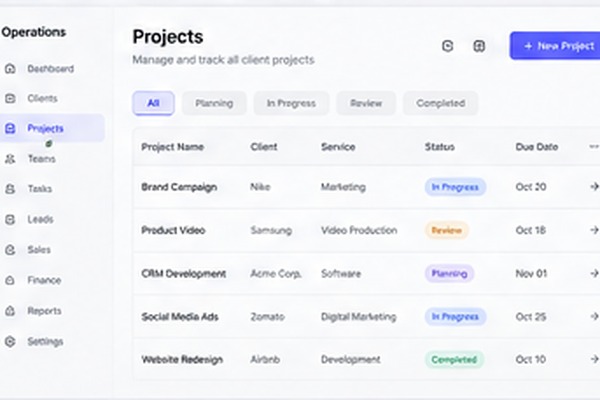 Operations
Dashboard
Clients
Projects
Teams
Tasks
Leads
Sales
Finance
Reports
Settings
Projects
Manage and track all client projects
+ New Project
All Planning In Progress Review Completed
Project Name Client Service Status Due Date
Brand Campaign Nike Marketing In Progress Oct 20 →
Product Video Samsung Video Production Review Oct 18 →
CRM Development Acme Corp. Software Planning Nov 01 →
Social Media Ads Zomato Digital Marketing In Progress Oct 25 →
Website Redesign Airbnb Development Completed Oct 10 →